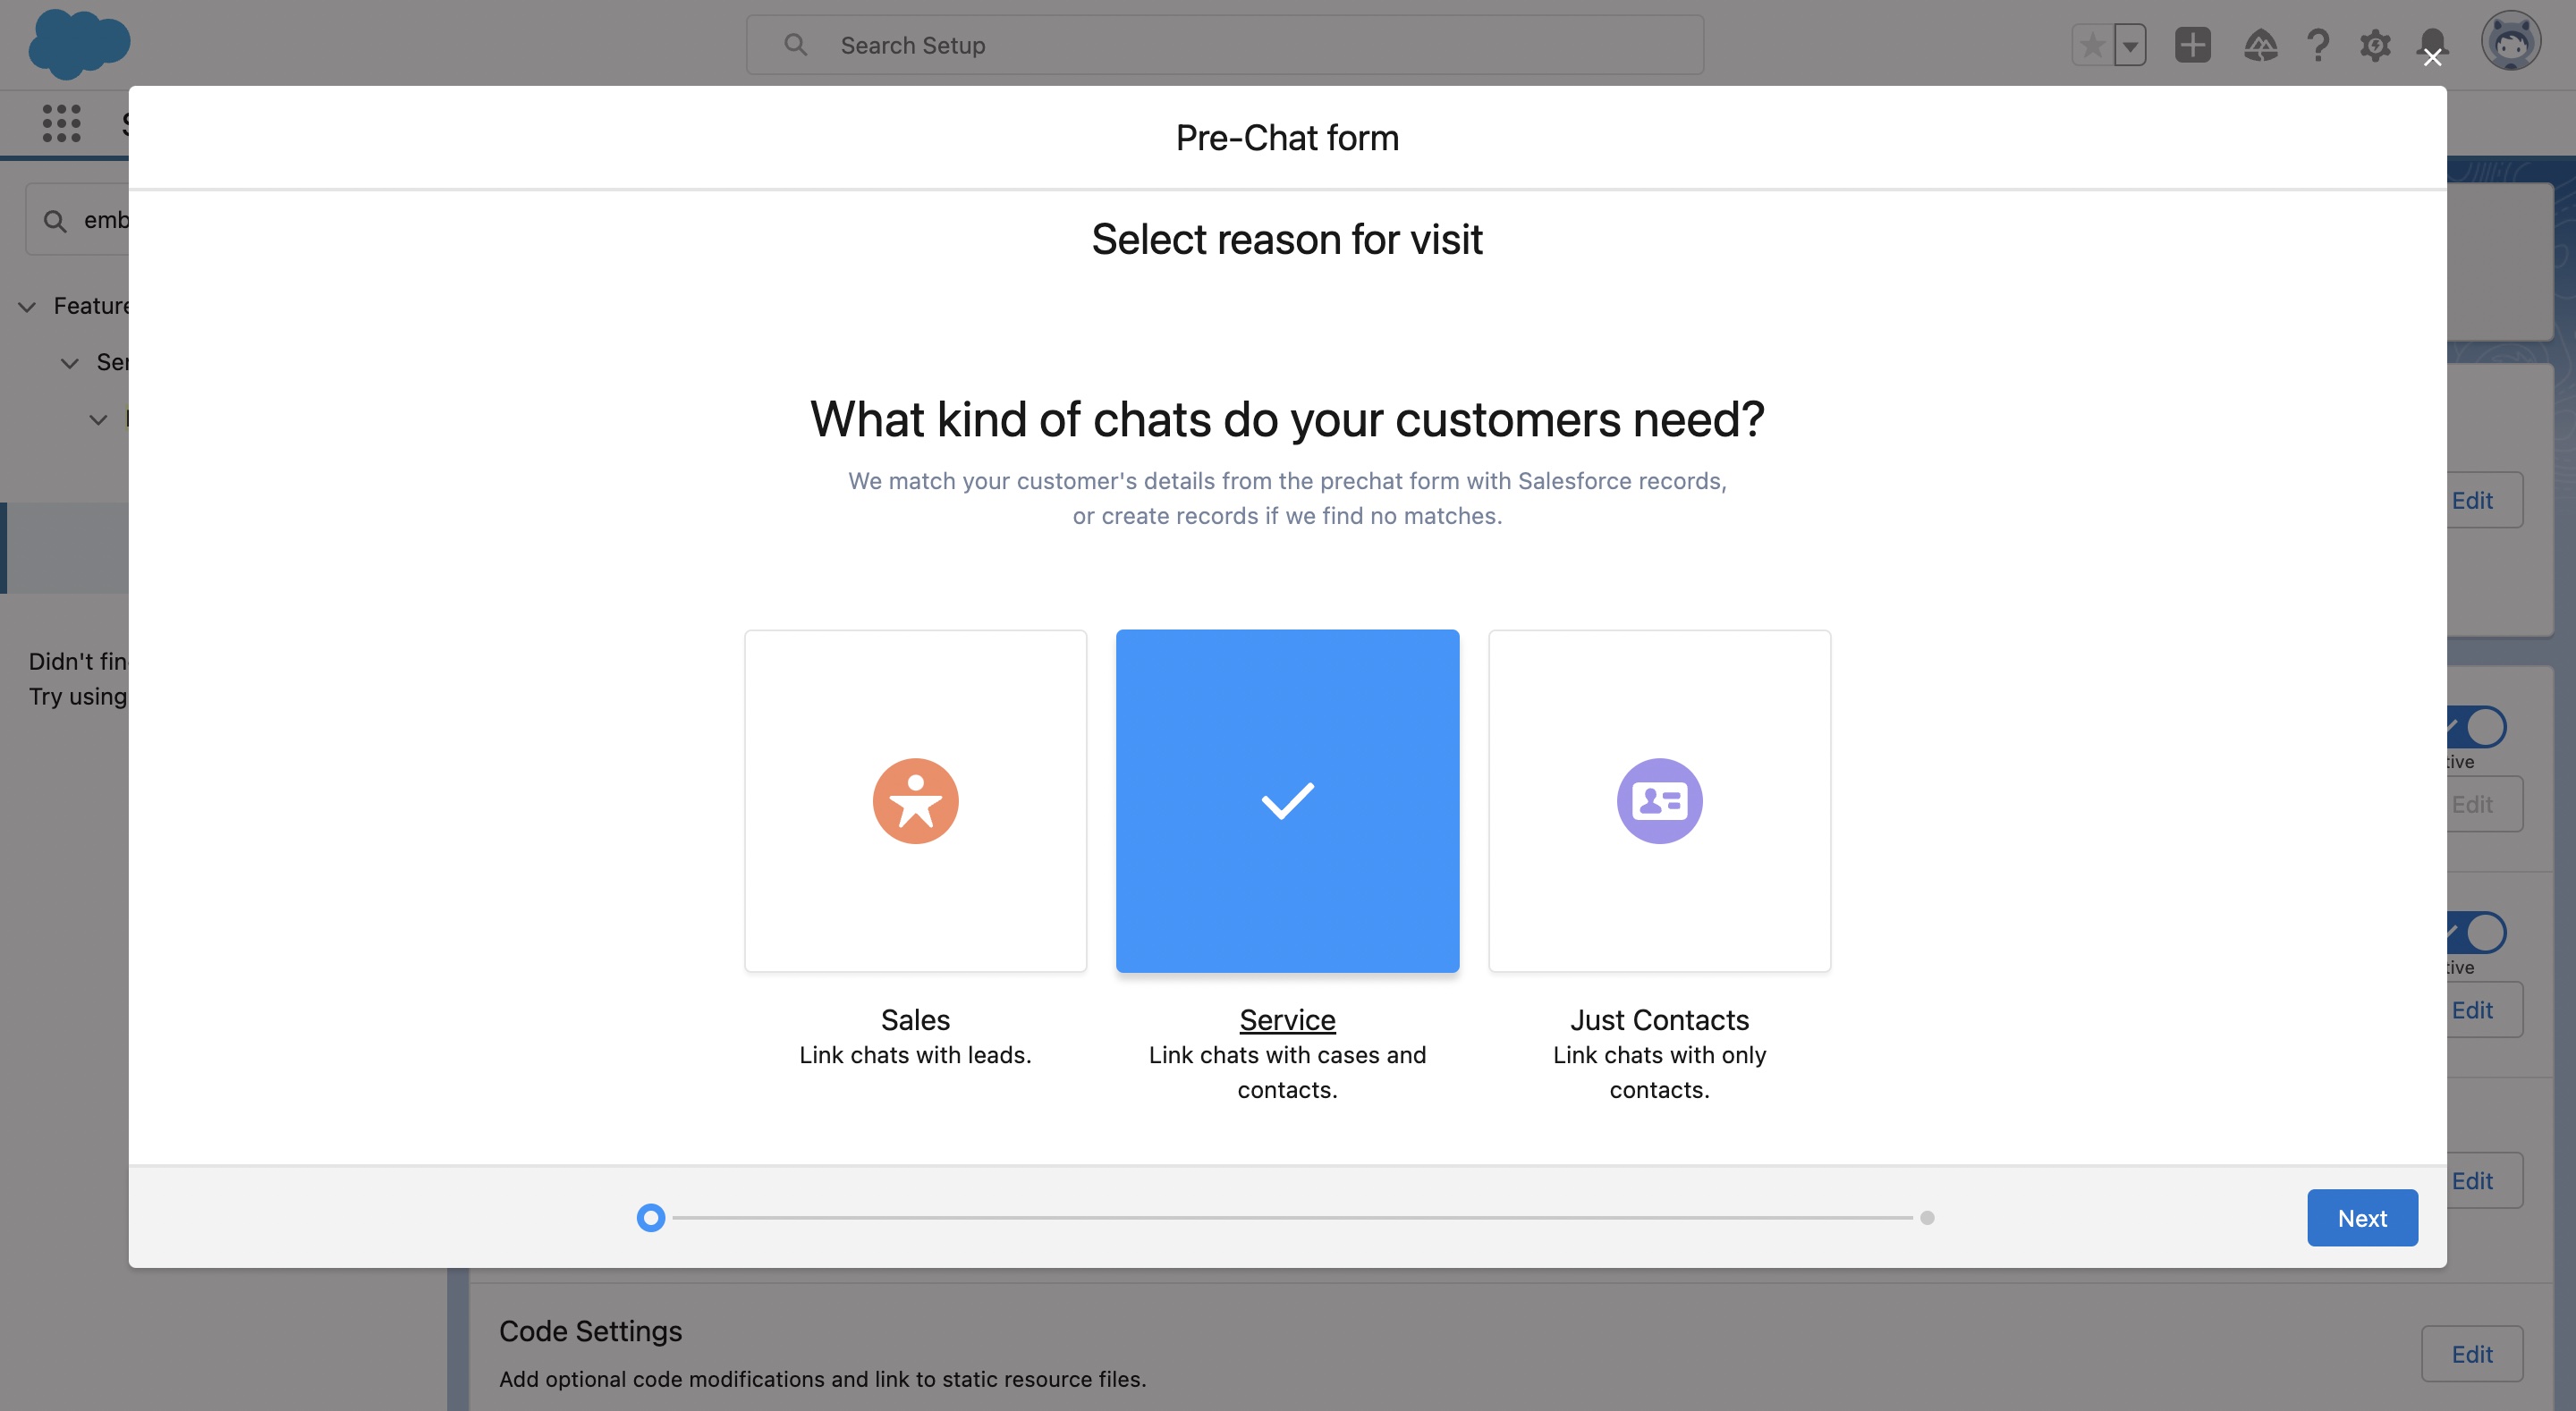 Search Setup
Pre-Chat form
emb
Select reason for visit
Feature
Ser
What kind of chats do your customers need?
We match your customer's details from the prechat form with Salesforce records,
or create records if we find no matches.
Edit
Didn't fin
Try using
tive
Edit
tive
Sales
Service
Just Contacts
Edit
Link chats with leads.
Link chats with cases and
contacts.
Link chats with only
contacts.
Edit
Next
Code Settings
Edit
Add optional code modifications and link to static resource files.